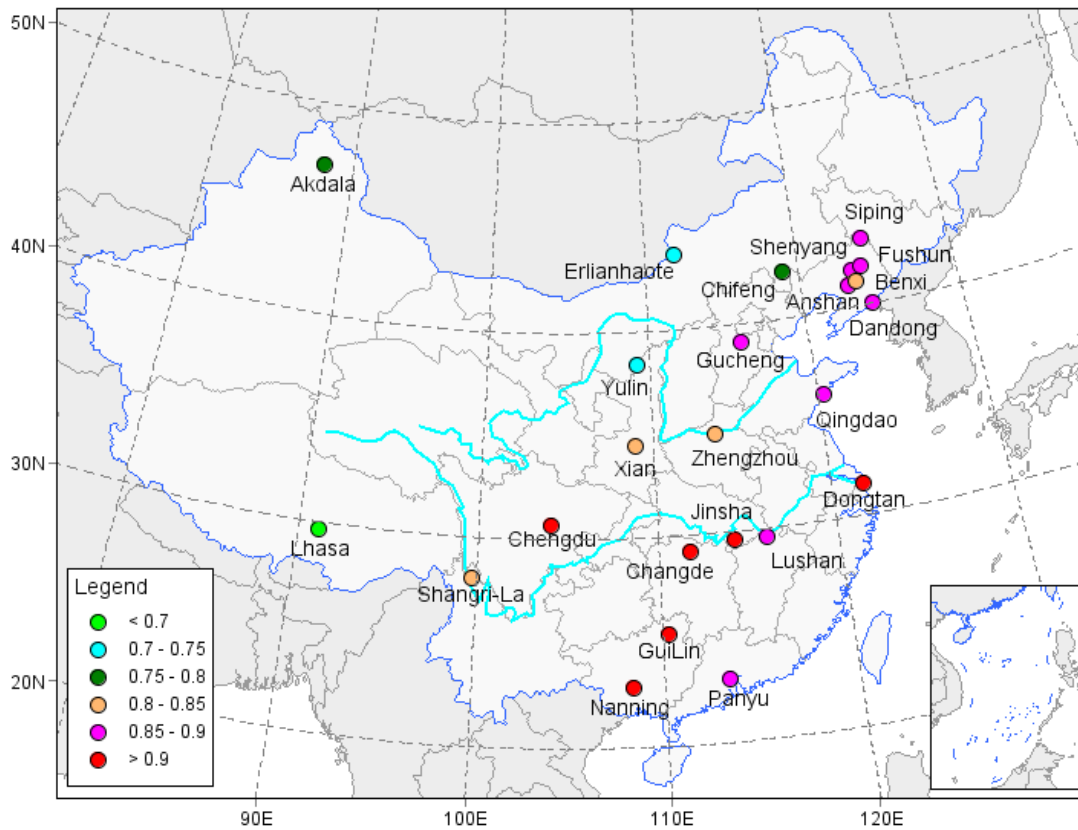 50N
Siping
Akdala
Shenyang
Fushun
40N
Erlianhaote
Benxi
Chifeng
Anshan
Dandong
Gucheng
Yulin
Qingdao
Zhengzhou
Xian
30N
Dongtan
Jinsha
Chengdu
Lhasa
Lushan
Changde
Shangri-La
Legend
< 0.7
0.7 - 0.75
0.75 - 0.8
0.8 - 0.85
0.85 - 0.9
> 0.9
GuiLin
20N
Panyu
Nanning
90E
100E
110E
120E